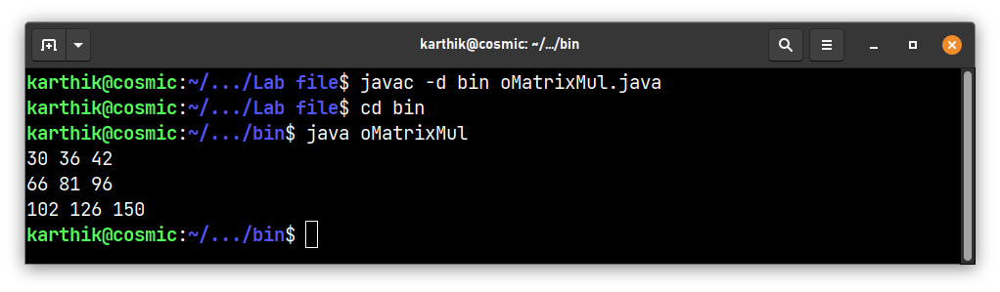 karthik@cosmic: ~/.../bin
karthik@cosmic:~/.../Lab file$ javac -d bin oMatrixMul.java
karthik@cosmic:~/.../Lab file$ cd bin
karthik@cosmic:~/.../bin$ java oMatrixMul
30 36 42
66 81 96
102 126 150
karthik@cosmic:~/.../bin$